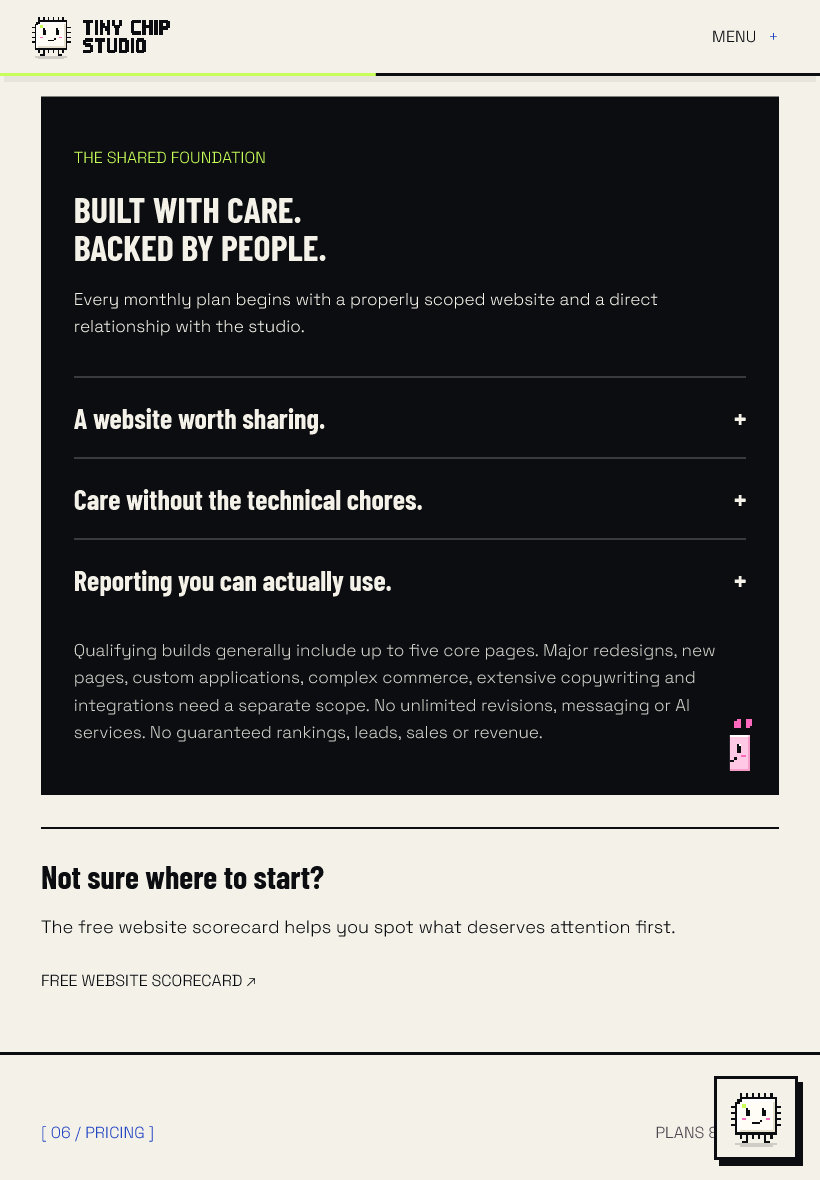 TINY CHIP
STUDIO
MENU +
THE SHARED FOUNDATION
BUILT WITH CARE.
BACKED BY PEOPLE.
Every monthly plan begins with a properly scoped website and a direct
relationship with the studio.
A website worth sharing. +
Care without the technical chores. +
Reporting you can actually use. +
Qualifying builds generally include up to five core pages. Major redesigns, new
pages, custom applications, complex commerce, extensive copywriting and
integrations need a separate scope. No unlimited revisions, messaging or AI
services. No guaranteed rankings, leads, sales or revenue.
Not sure where to start?
The free website scorecard helps you spot what deserves attention first.
FREE WEBSITE SCORECARD ↗
[ 06 / PRICING ]
PLANS